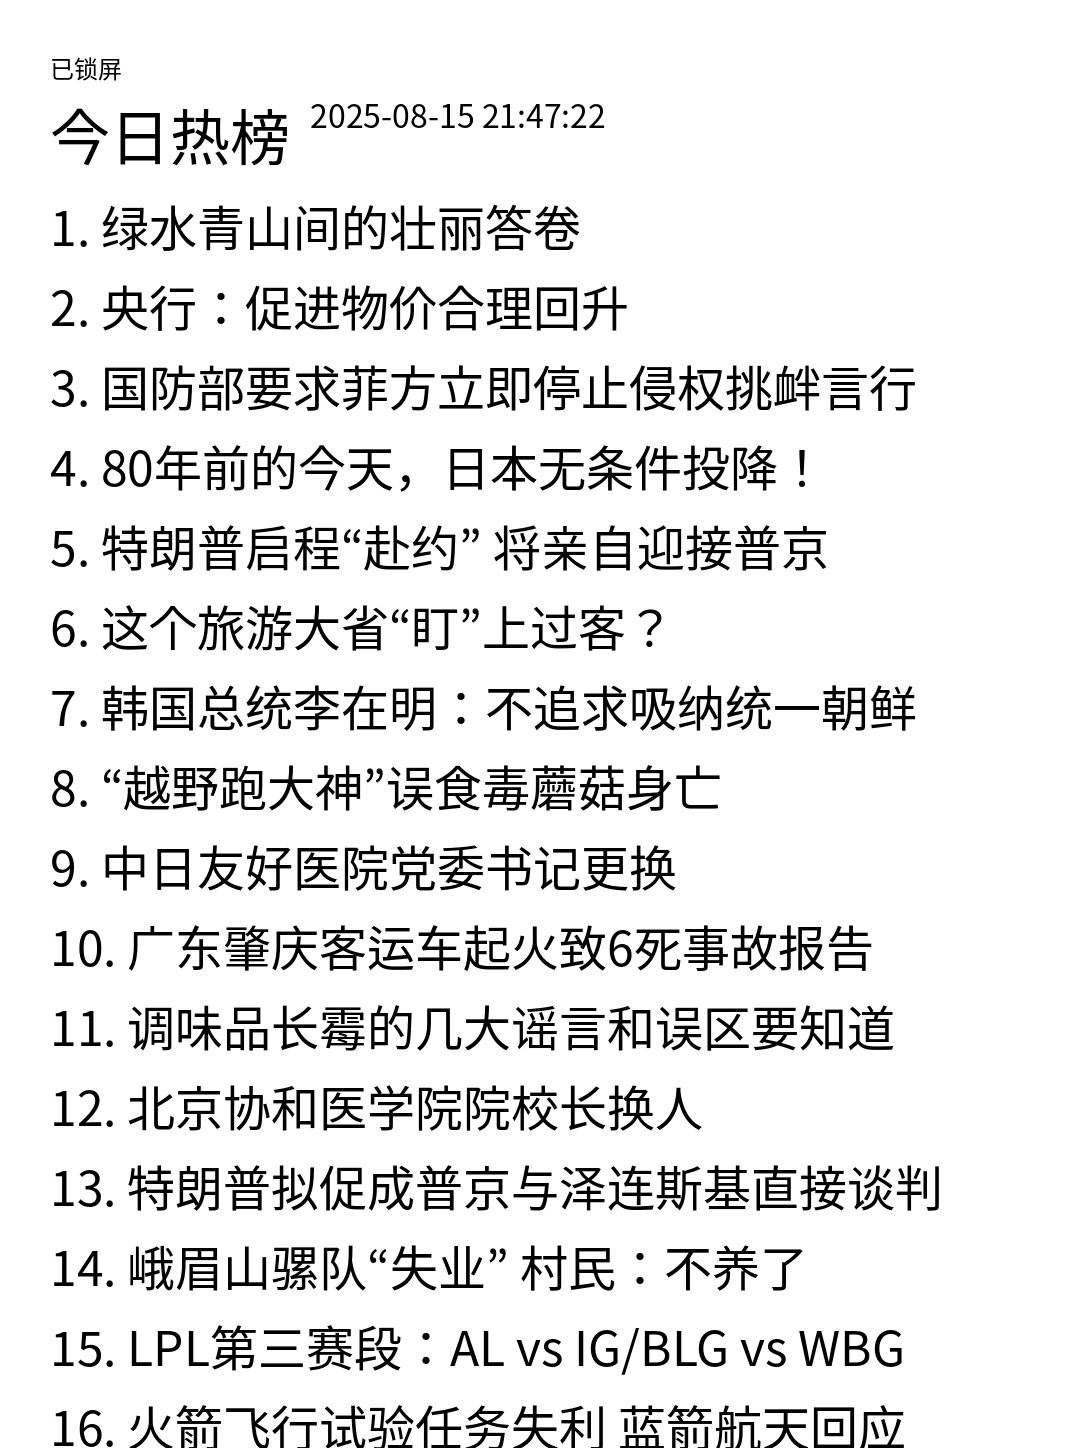 已锁屏
今日热榜 2025-08-15 21:47:22
1. 绿水青山间的壮丽答卷
2. 央行：促进物价合理回升
3. 国防部要求菲方立即停止侵权挑衅言行
4. 80年前的今天，日本无条件投降！
5. 特朗普启程“赴约” 将亲自迎接普京
6. 这个旅游大省“盯”上过客？
7. 韩国总统李在明：不追求吸纳统一朝鲜
8. “越野跑大神”误食毒蘑菇身亡
9. 中日友好医院党委书记更换
10. 广东肇庆客运车起火致6死事故报告
11. 调味品长霉的几大谣言和误区要知道
12. 北京协和医学院院校长换人
13. 特朗普拟促成普京与泽连斯基直接谈判
14. 峨眉山骡队“失业” 村民：不养了
15. LPL第三赛段：AL vs IG/BLG vs WBG
16. 火箭飞行试验任务失利 蓝箭航天回应